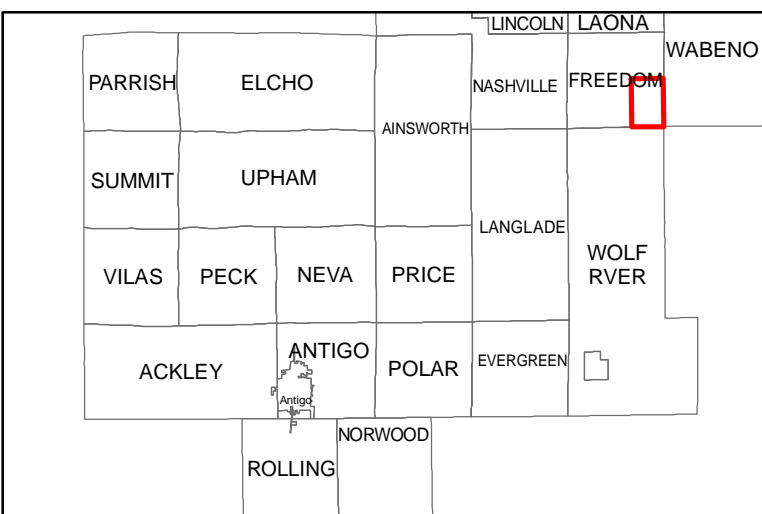 LINCOLN
LAONA
WABENO
PARRISH
ELCHO
NASHVILLE
FREEDOM
AINSWORTH
SUMMIT
UPHAM
LANGLADE
WOLF
RVER
VILAS
PECK
NEVA
PRICE
ACKLEY
ANTIGO
POLAR
EVERGREEN
Antigo
NORWOOD
ROLLING